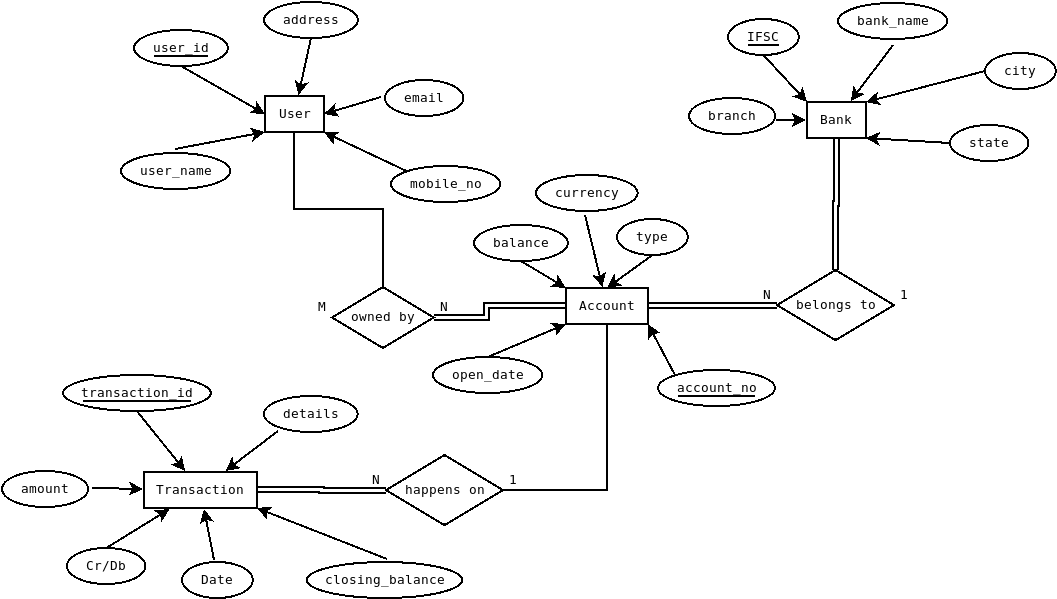 address
bank_name
user_id
IFSC
city
email
User
branch
Bank
state
user_name
mobile_no
currency
balance
type
M
N
owned by
Account
N
1
belongs to
open_date
account_no
transaction_id
details
amount
Transaction
N
happens on
1
Cr/Db
Date
closing_balance